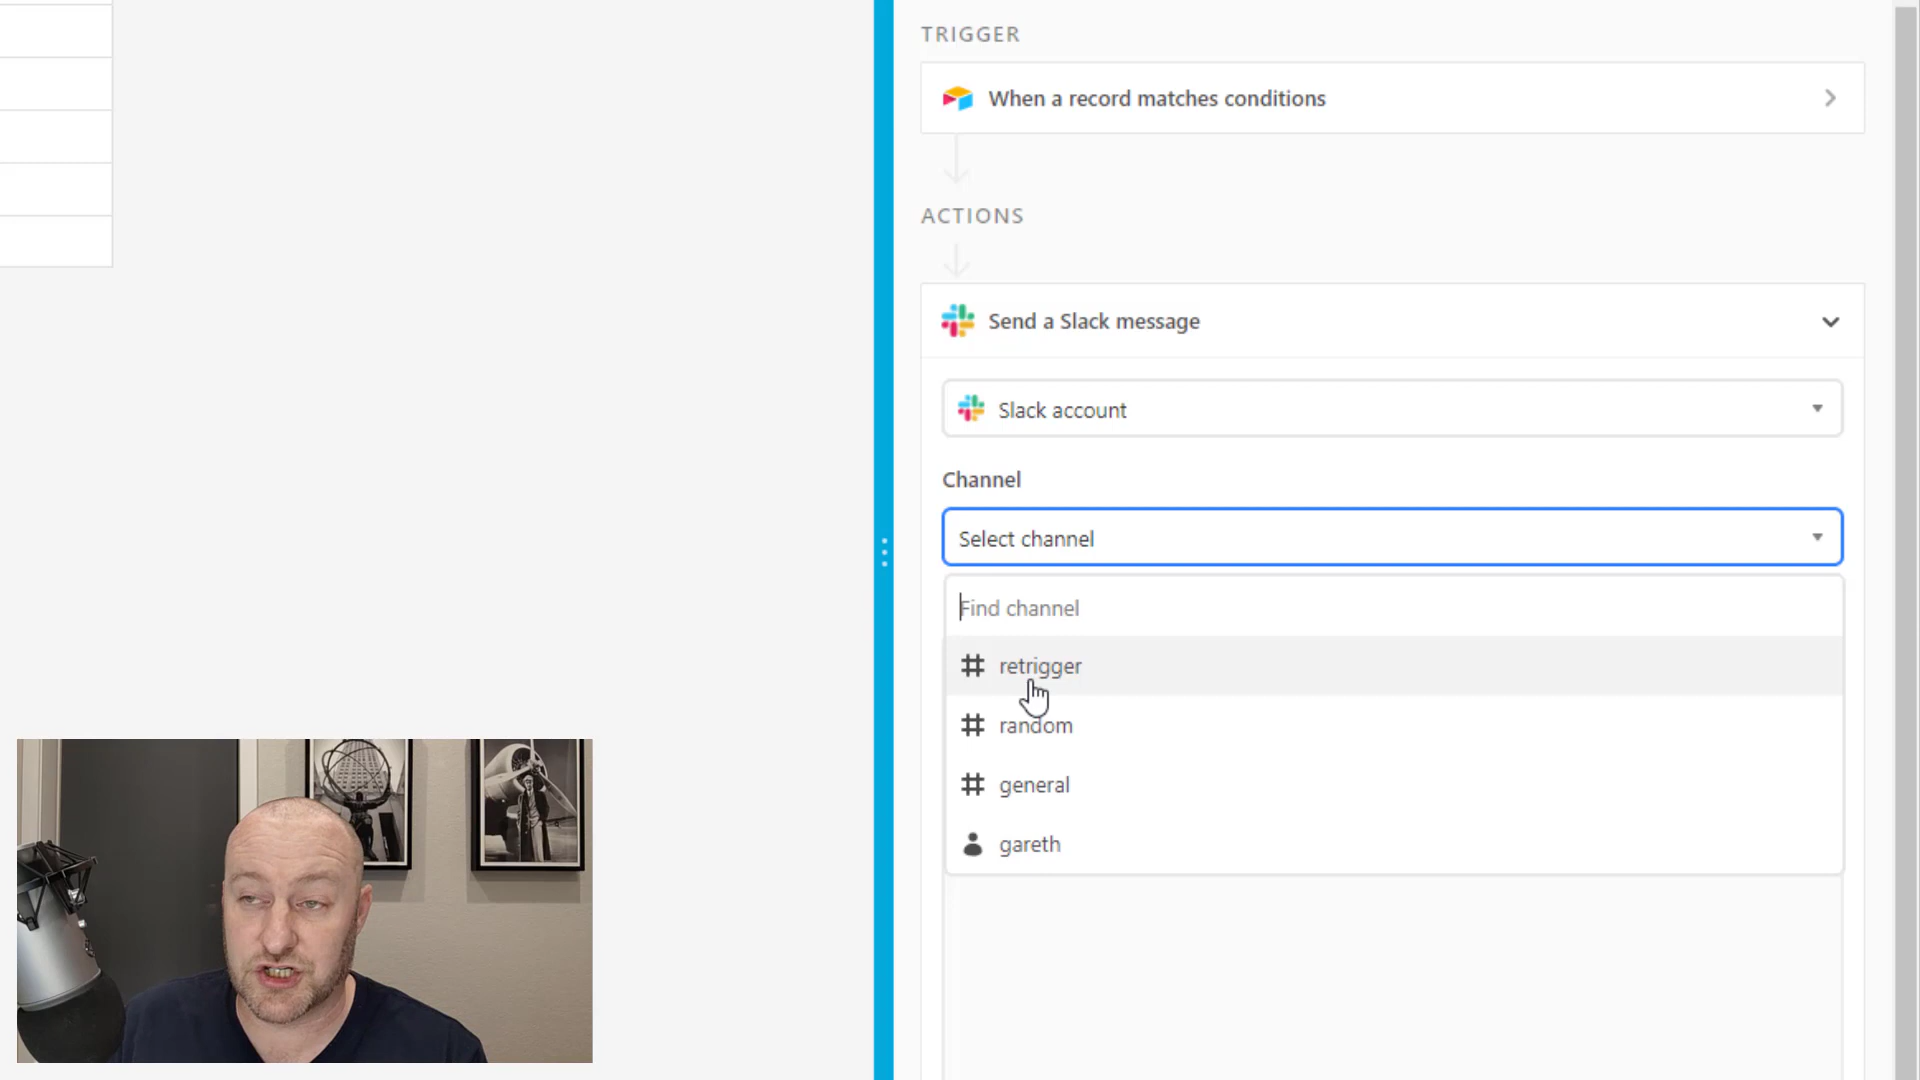 TRIGGER
When a record matches conditions
ACTIONS
Send a Slack message
Slack account
Channel
Select channel
Find channel
retrigger
random
general
gareth